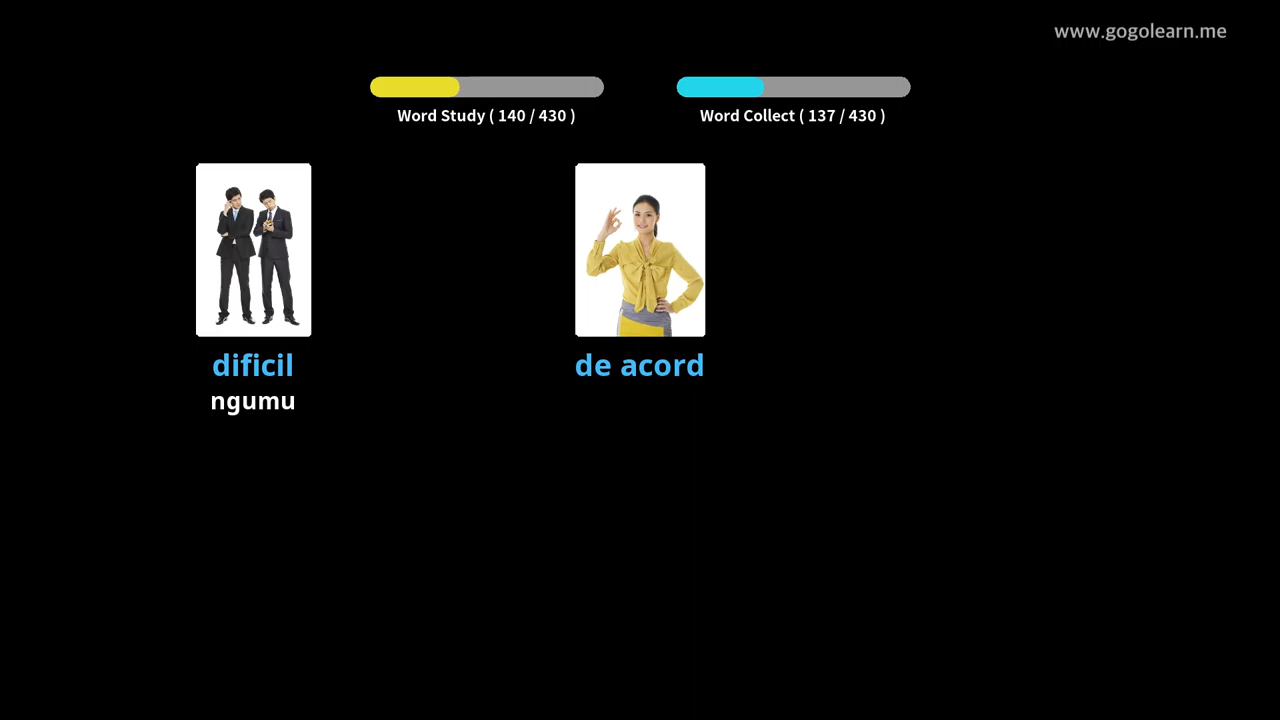 www.gogolearn.me
Word Study ( 140 / 430 )
Word Collect ( 137 / 430 )
dificil
ngumu
de acord